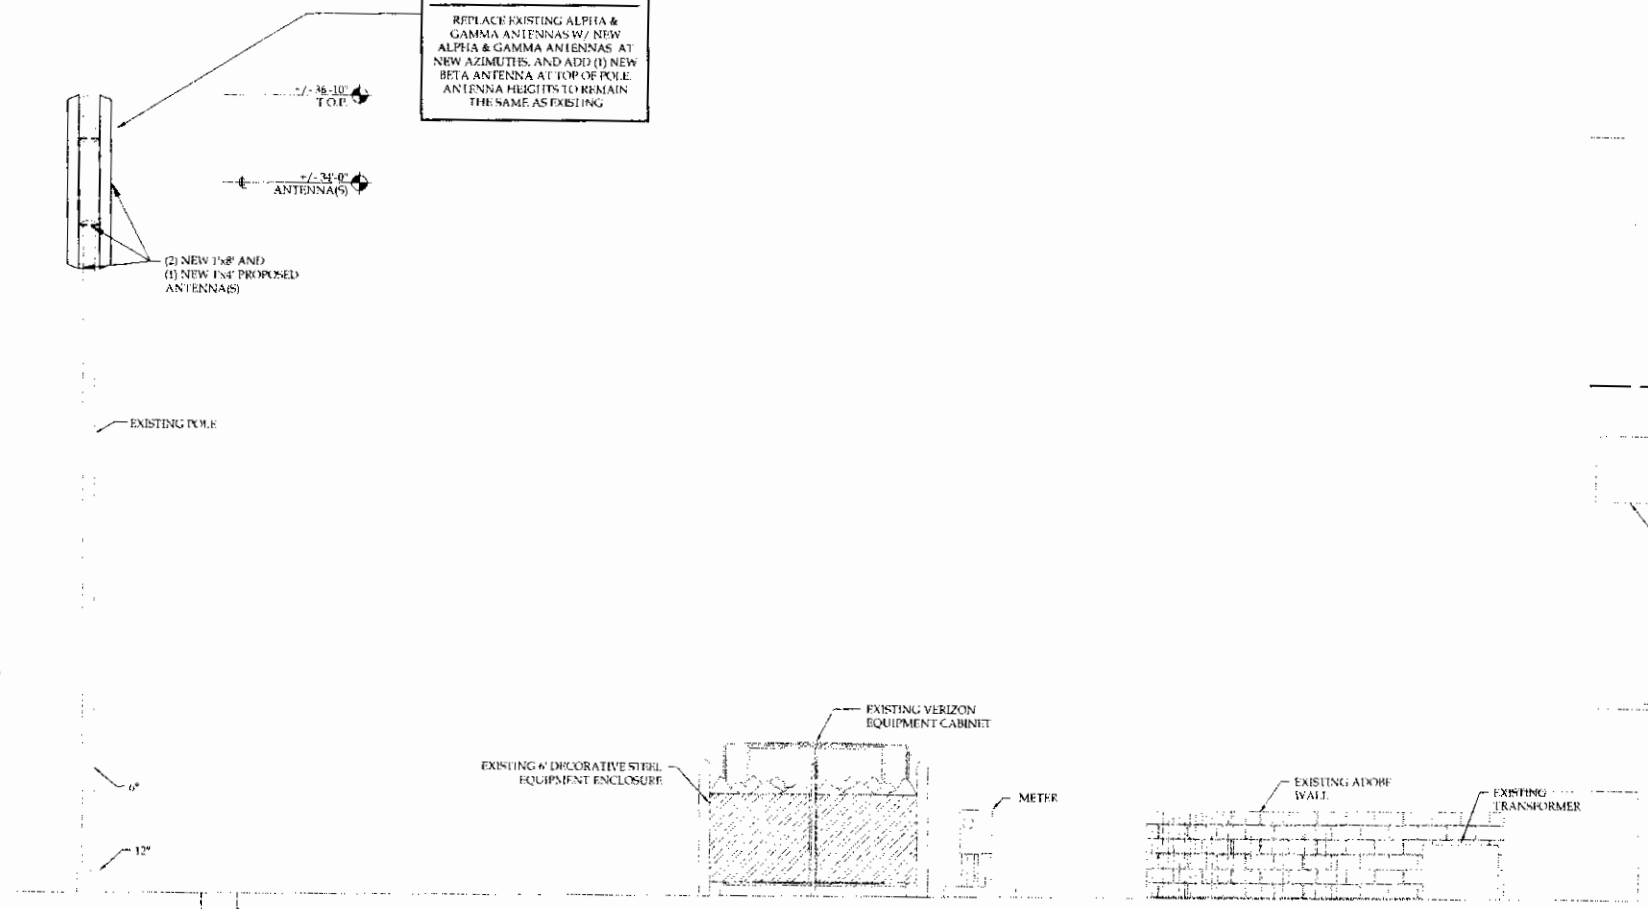 REPLACE EXISTING ALPHA &
GAMMA ANTENNAS W/ NEW
ALPHA & GAMMA ANTENNAS AT
NEW AZIMUTHS, AND ADD (1) NEW
BETA ANTENNA AT TOP OF POLE.
ANTENNA HEIGHTS TO REMAIN
THE SAME AS EXISTING
+/- 36'-10"
T.O.P.
+/- 34'-0"
ANTENNA(S)
(2) NEW 1'x8' AND
(1) NEW 1'x4' PROPOSED
ANTENNA(S)
EXISTING POLE
EXISTING VERIZON
EQUIPMENT CABINET
EXISTING 6' DECORATIVE STEEL
EQUIPMENT ENCLOSURE
6"
METER
EXISTING ADOBE
WALL
EXISTING
TRANSFORMER
12"